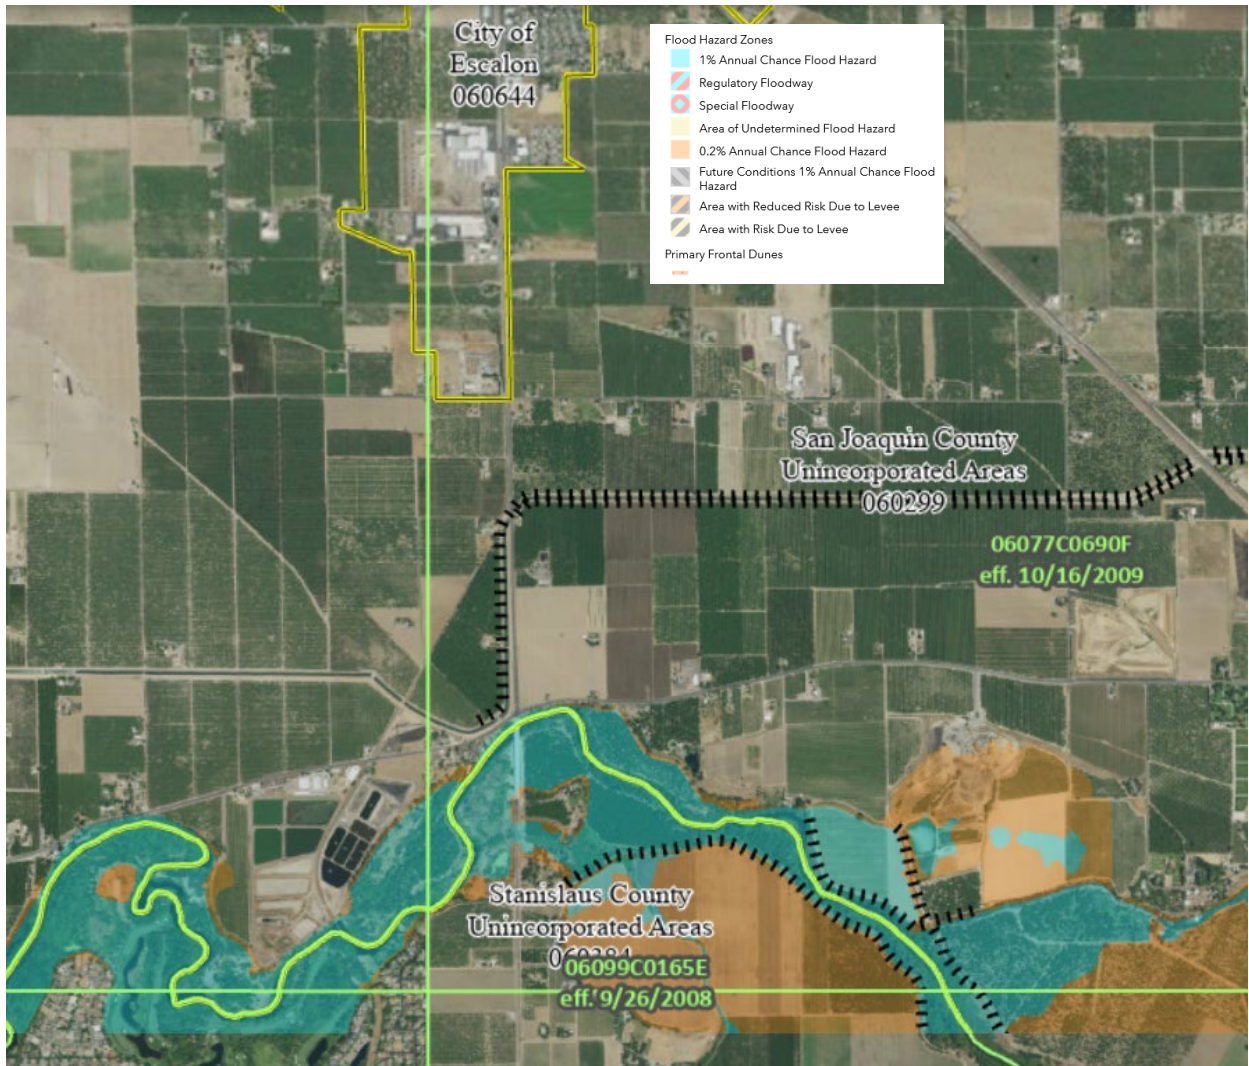 City of
Escalon
060644
Flood Hazard Zones
1% Annual Chance Flood Hazard
Regulatory Floodway
Special Floodway
Area of Undetermined Flood Hazard
0.2% Annual Chance Flood Hazard
Future Conditions 1% Annual Chance Flood
Hazard
Area with Reduced Risk Due to Levee
Area with Risk Due to Levee
Primary Frontal Dunes
San Joaquin County
Unincorporated Areas
060299
06077C0690F
eff. 10/16/2009
Stanislaus County
Unincorporated Areas
06099C0165E
eff. 9/26/2008